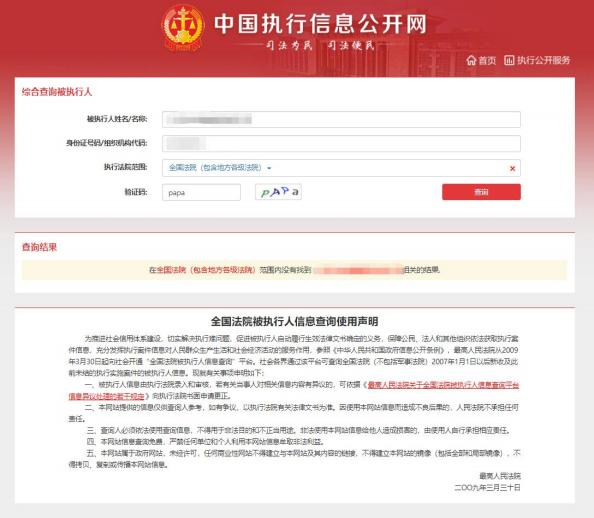 中国执行信息公开网
司法为民 司法便民
首页 执行公开服务
综合查询被执行人
被执行人姓名/名称:
身份证号码/组织机构代码:
执行法院范围: 全国法院（包含地方各级法院）
验证码: papa PAPa 查询
查询结果
在全国法院（包含地方各级法院）范围内没有找到 相关的结果.
全国法院被执行人信息查询使用声明
为推进社会信用体系建设，切实解决执行难问题，促进被执行人自动履行生效法律文书确定的义务，保障公民、法人和其他组织依法获取执行案
件信息，充分发挥执行案件信息对人民群众生产生活和社会经济活动的服务作用，参照《中华人民共和国政府信息公开条例》，最高人民法院从2009
年3月30日起向社会开通“全国法院被执行人信息查询”平台。社会各界通过该平台可查询全国法院（不包括军事法院）2007年1月1日以后新收及此
前未结的执行实施案件的被执行人信息。现就有关事项申明如下：
一、被执行人信息由执行法院录入和审核，若有关当事人对相关信息内容有异议的，可依据《最高人民法院关于全国法院被执行人信息查询平台
信息异议处理的若干规定》向执行法院书面申请更正。
二、本网站提供的信息仅供查询人参考，如有争议，以执行法院有关法律文书为准。因使用本网站信息而造成不良后果的，人民法院不承担任何
责任。
三、查询人必须依法使用查询信息，不得用于非法目的和不正当用途。非法使用本网站信息给他人造成损害的，由使用人自行承担相应责任。
四、本网站信息查询免费，严禁任何单位和个人利用本网站信息牟取非法利益。
五、本网站属于政府网站，未经许可，任何商业性网站不得建立与本网站及其内容的链接，不得建立本网站的镜像（包括全部和局部镜像），不
得拷贝、复制或传播本网站信息。
最高人民法院
二〇〇九年三月三十日